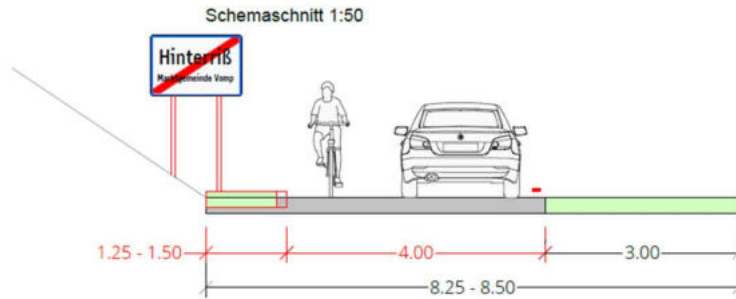 Schemaschnitt 1:50
Hinterriß
Marktgemeinde Vomp
1.25 - 1.50
4.00
3.00
8.25 - 8.50